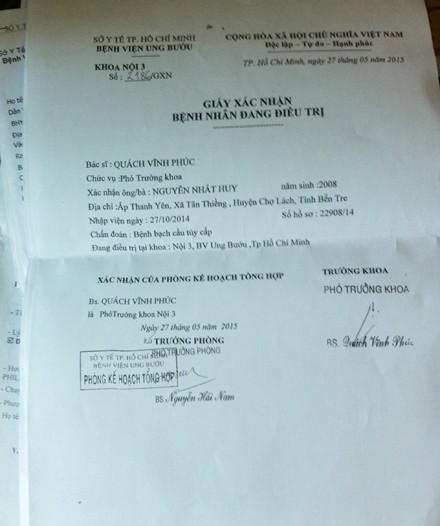 SỞ Y TẾ TP. HỒ CHÍ MINH
BỆNH VIỆN UNG BƯỚU
CỘNG HÒA XÃ HỘI CHỦ NGHĨA VIỆT NAM
Độc lập - Tự do - Hạnh phúc
KHOA NỘI 3
Số : 2186/GXN
TP. Hồ Chí Minh, ngày 27 tháng 05 năm 2015
GIẤY XÁC NHẬN
BỆNH NHÂN ĐANG ĐIỀU TRỊ
Bác sĩ : QUÁCH VĨNH PHÚC
Chức vụ :Phó Trưởng khoa
Xác nhận ông/bà : NGUYỄN NHẬT HUY năm sinh :2008
Địa chỉ :Ấp Thanh Yên, Xã Tân Thiềng , Huyện Chợ Lách, Tỉnh Bến Tre
Nhập viện ngày : 27/10/2014 Số hồ sơ : 22908/14
Chẩn đoán : Bệnh bạch cầu tủy cấp
Đang điều trị tại khoa : Nội 3, BV Ung Bướu ,Tp Hồ Chí Minh
XÁC NHẬN CỦA PHÒNG KẾ HOẠCH TỔNG HỢP
TRƯỞNG KHOA
PHÓ TRƯỞNG KHOA
Bs. QUÁCH VĨNH PHÚC
là PhóTrưởng khoa Nội 3
Ngày 27 tháng 05 năm 2015
TRƯỞNG PHÒNG
PHÓ TRƯỞNG PHÒNG
BS. Quách Vĩnh Phúc
SỞ Y TẾ TP. HỒ CHÍ MINH
BỆNH VIỆN UNG BƯỚU
PHÒNG KẾ HOẠCH TỔNG HỢP
BS. Nguyễn Hải Nam